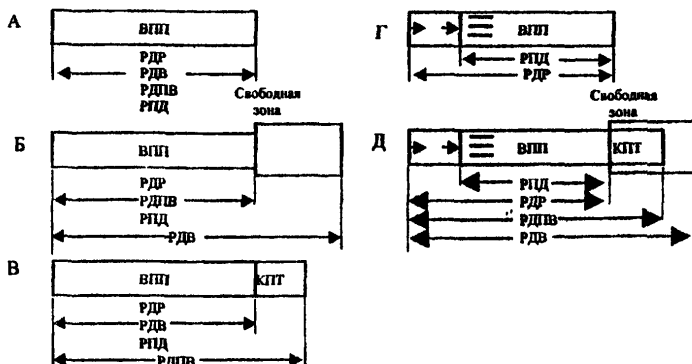 А
ВПП
РДР
РДВ
РДПВ
РПД
Свободная
зона
Б
ВПП
РДР
РДПВ
РПД
РДВ
В
ВПП
КПТ
РДР
РДВ
РПД
РДПВ
Г
ВПП
РПД
РДР
Свободная
зона
Д
ВПП
КПТ
РПД
РДР
РДПВ
РДВ